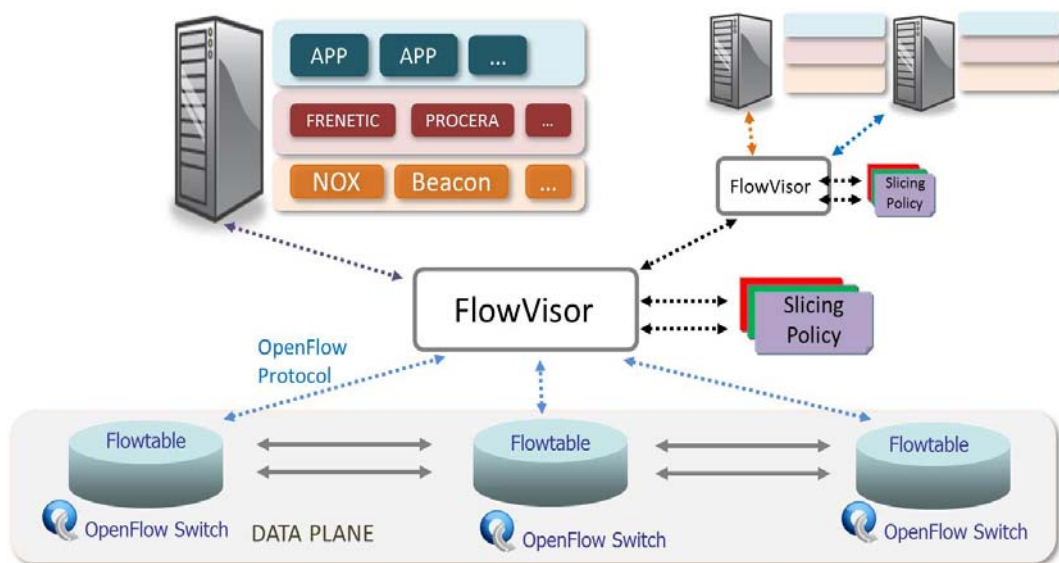 APP APP ...
FRENETIC PROCERA ...
NOX Beacon ...
FlowVisor
Slicing
Policy
FlowVisor
Slicing
Policy
OpenFlow
Protocol
Flowtable
Flowtable
Flowtable
OpenFlow Switch
DATA PLANE
OpenFlow Switch
OpenFlow Switch